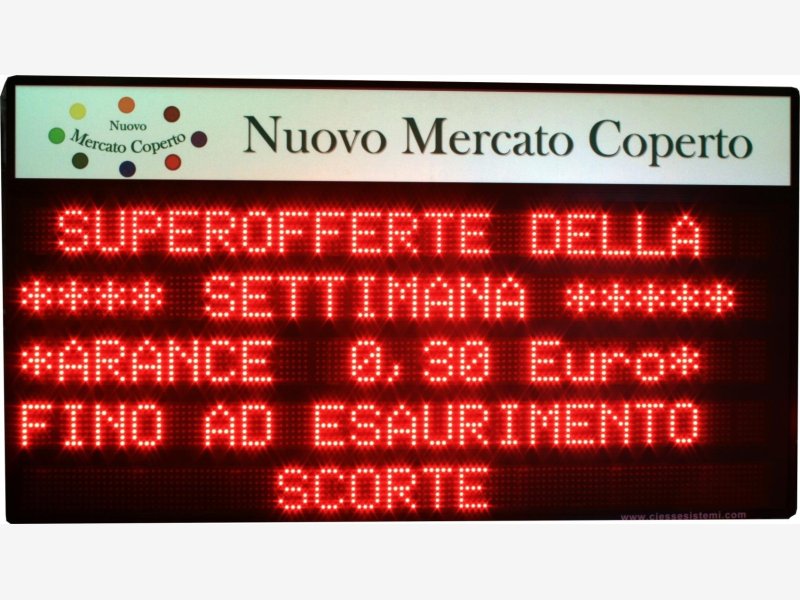 Nuovo
Mercato Coperto
Nuovo Mercato Coperto
SUPEROFFERTE DELLA
**** SETTIMANA *****
*ARANCE 0,30 Euro*
FINO AD ESAURIMENTO
SCORTE
www.ciessesistemi.com